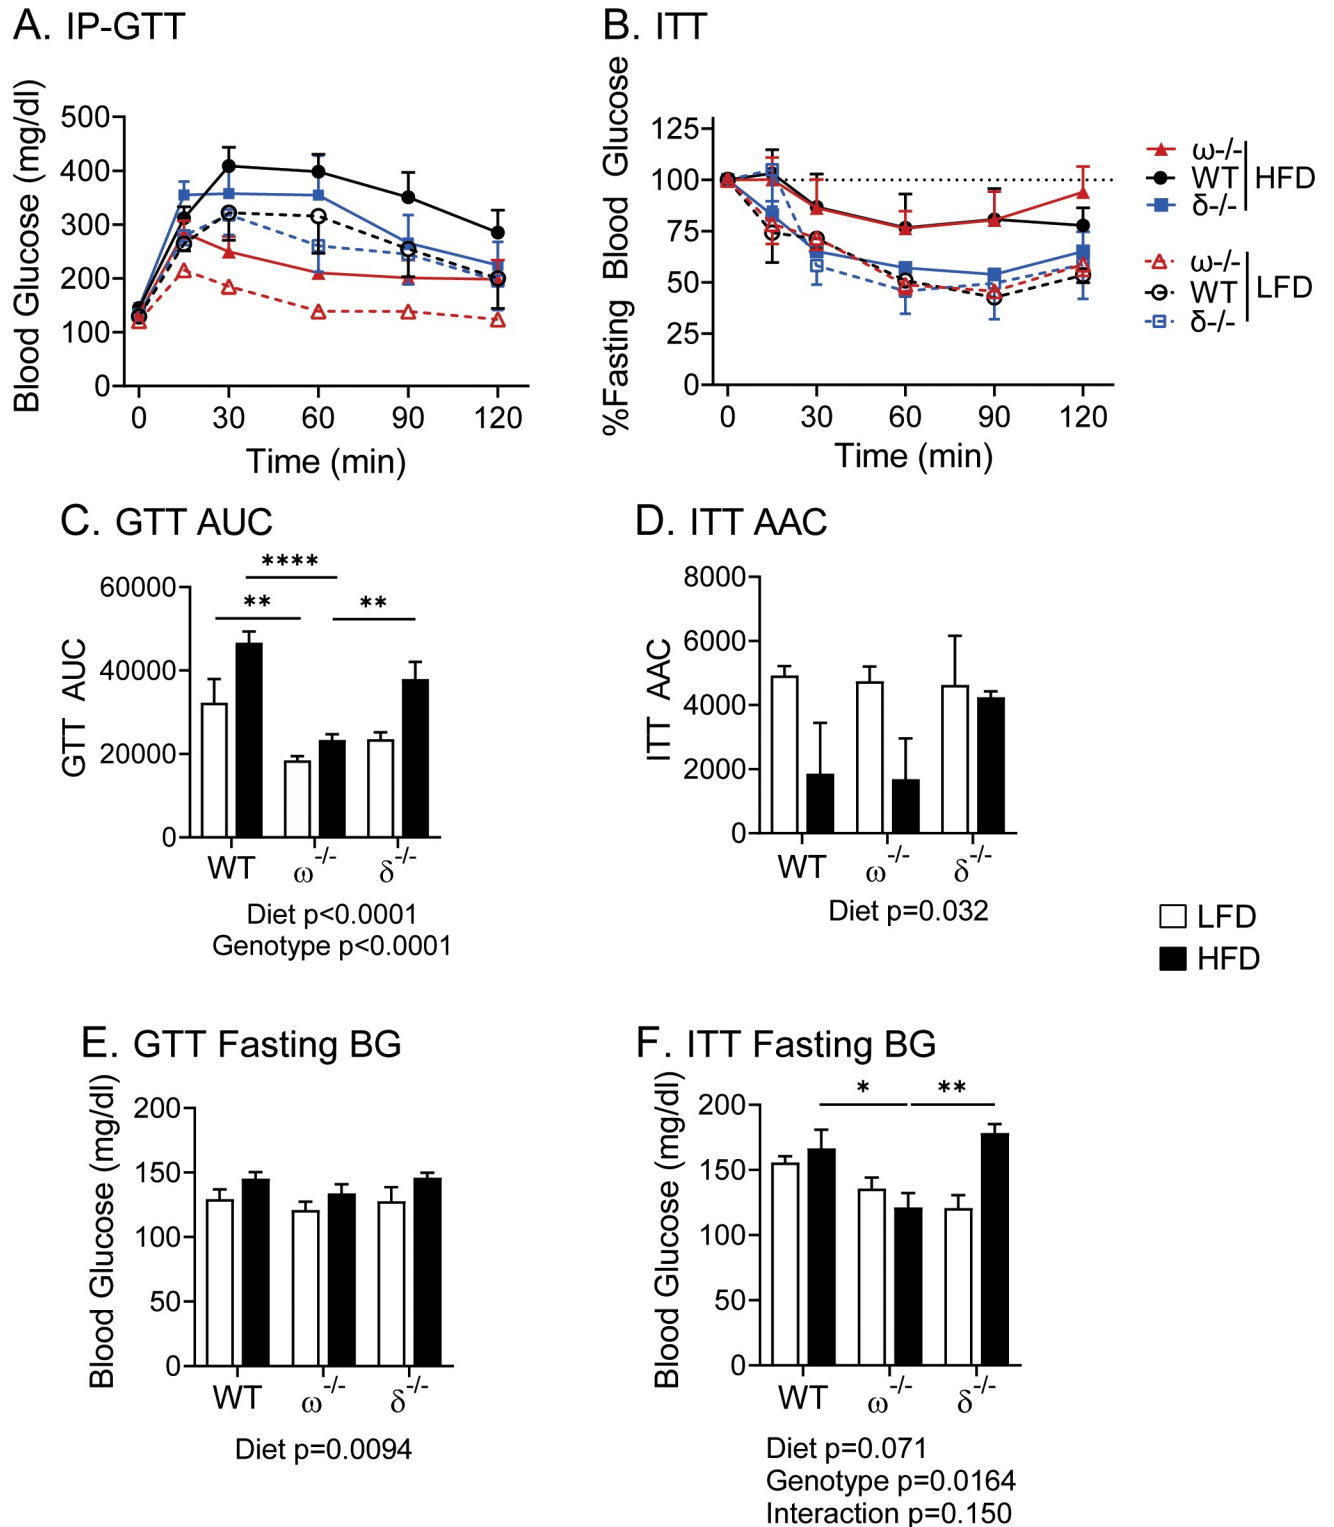 A. IP-GTT
Blood Glucose (mg/dl)
500
400
300
200
100
0
0 30 60 90 120
Time (min)
B. ITT
%Fasting Blood Glucose
125
100
75
50
25
0
0 30 60 90 120
Time (min)
ω-/-
WT
δ-/-
HFD
ω-/-
WT
δ-/-
LFD
C. GTT AUC
GTT AUC
60000
40000
20000
0
**
****
**
WT ω-/- δ-/-
Diet p<0.0001
Genotype p<0.0001
D. ITT AAC
ITT AAC
8000
6000
4000
2000
0
WT ω-/- δ-/-
Diet p=0.032
LFD
HFD
E. GTT Fasting BG
Blood Glucose (mg/dl)
200
150
100
50
0
WT ω-/- δ-/-
Diet p=0.0094
F. ITT Fasting BG
Blood Glucose (mg/dl)
200
150
100
50
0
* **
WT ω-/- δ-/-
Diet p=0.071
Genotype p=0.0164
Interaction p=0.150